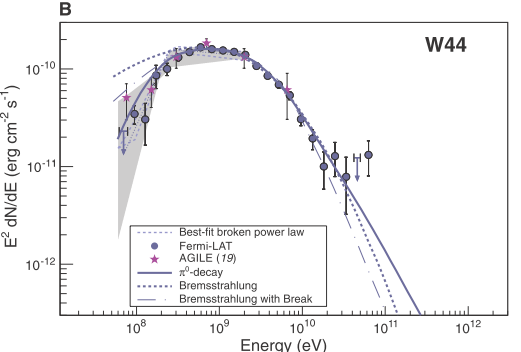 B
W44
E² dN/dE (erg cm⁻² s⁻¹)
10⁻¹⁰
10⁻¹¹
10⁻¹²
Best-fit broken power law
Fermi-LAT
AGILE (19)
π⁰-decay
Bremsstrahlung
Bremsstrahlung with Break
10⁸ 10⁹ 10¹⁰ 10¹¹ 10¹²
Energy (eV)